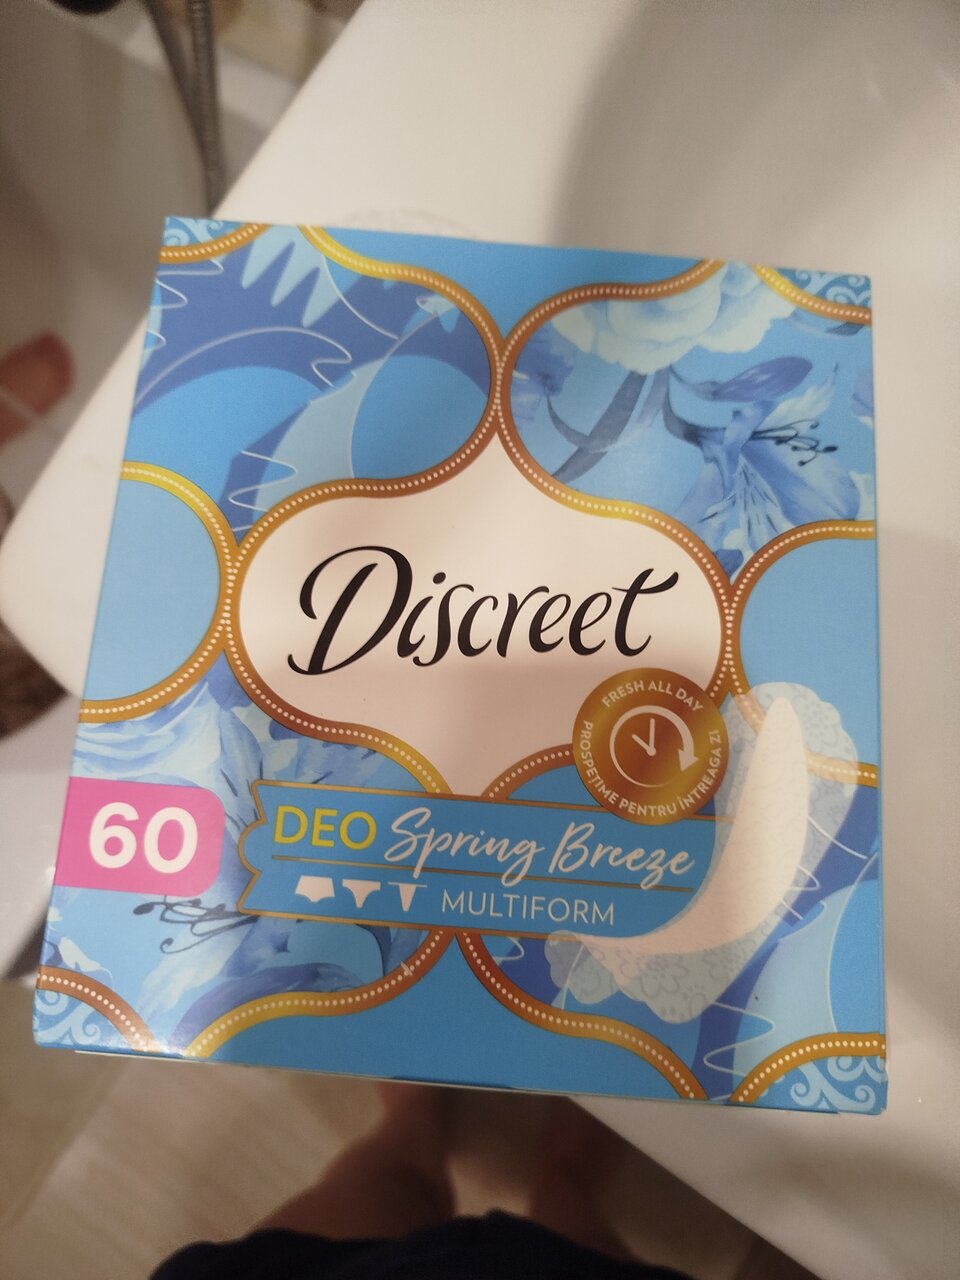 Discreet
FRESH ALL DAY
PROSPEȚIME PENTRU ÎNTREAGA ZI
60
DEO Spring Breeze
MULTIFORM